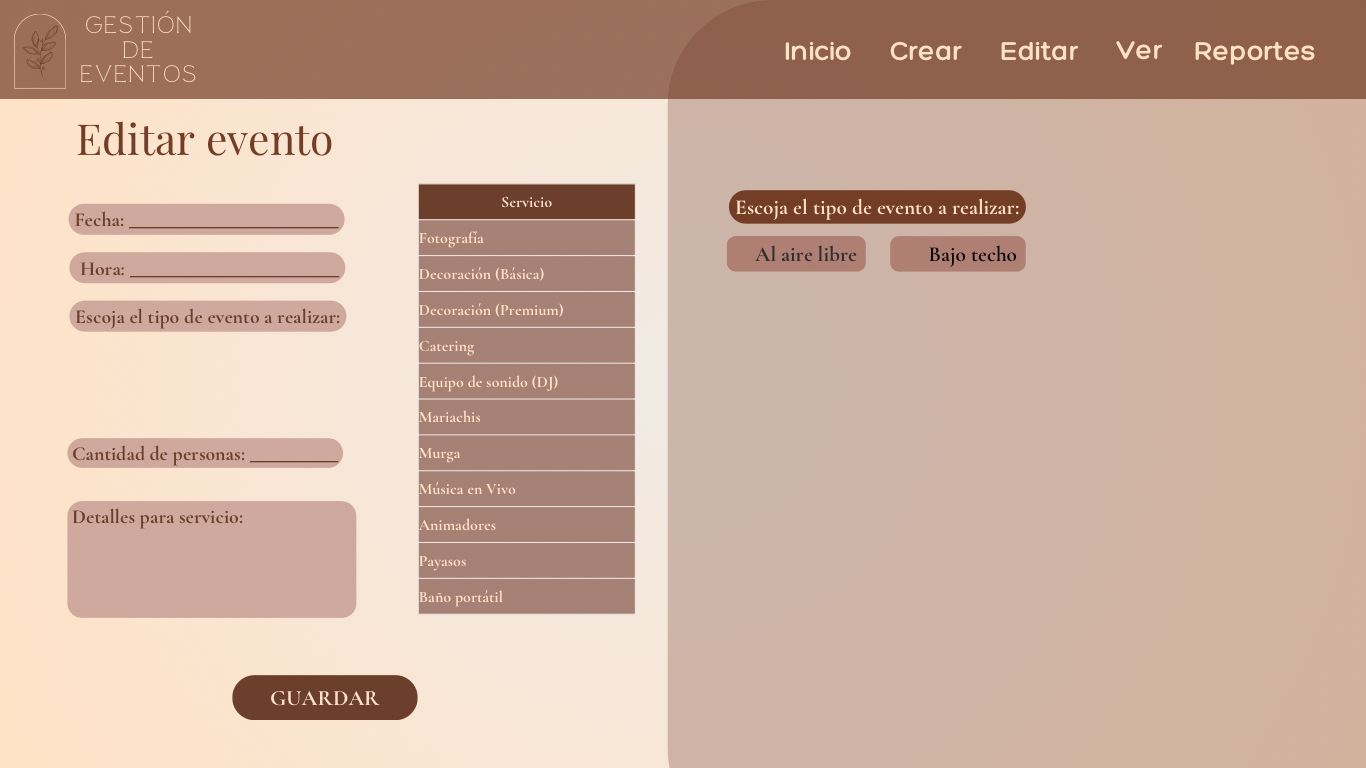 GESTIÓN
DE
EVENTOS
Inicio
Crear
Editar
Ver
Reportes
Editar evento
Fecha: ____________________
Hora: ____________________
Escoja el tipo de evento a realizar:
Cantidad de personas: _________
Detalles para servicio:
GUARDAR
Servicio
Fotografía
Decoración (Básica)
Decoración (Premium)
Catering
Equipo de sonido (DJ)
Mariachis
Murga
Música en Vivo
Animadores
Payasos
Baño portátil
Escoja el tipo de evento a realizar:
Al aire libre
Bajo techo